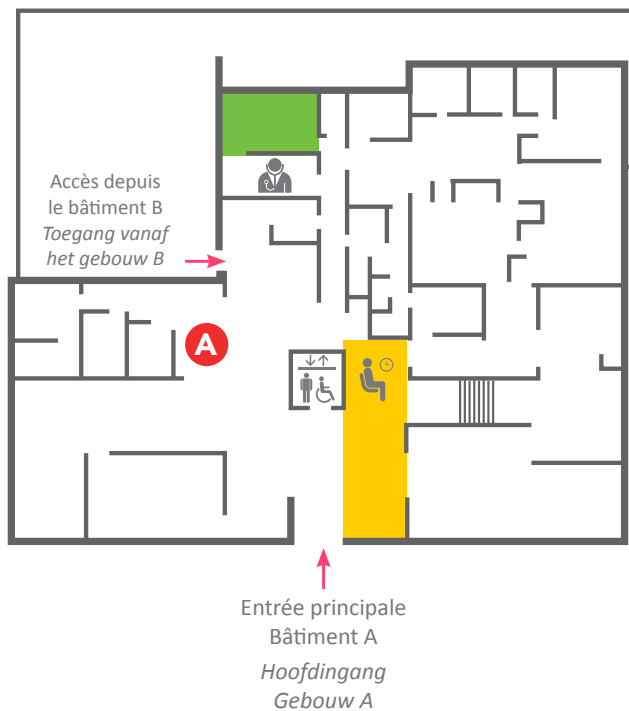 Accès depuis
le bâtiment B
Toegang vanaf
het gebouw B
A
Entrée principale
Bâtiment A
Hoofdingang
Gebouw A